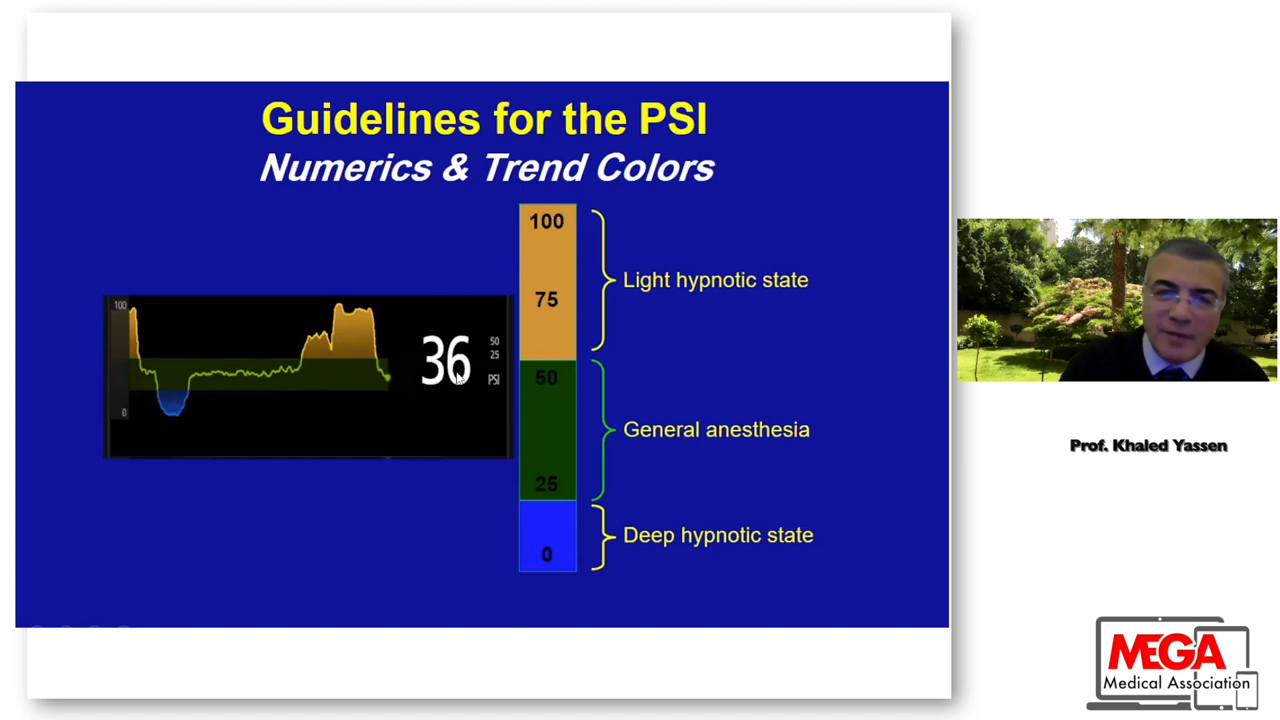 Guidelines for the PSI
Numerics & Trend Colors
100
0
36
50
25
PSI
100
75
50
25
0
Light hypnotic state
General anesthesia
Deep hypnotic state
Prof. Khaled Yassen
MEGA
Medical Association